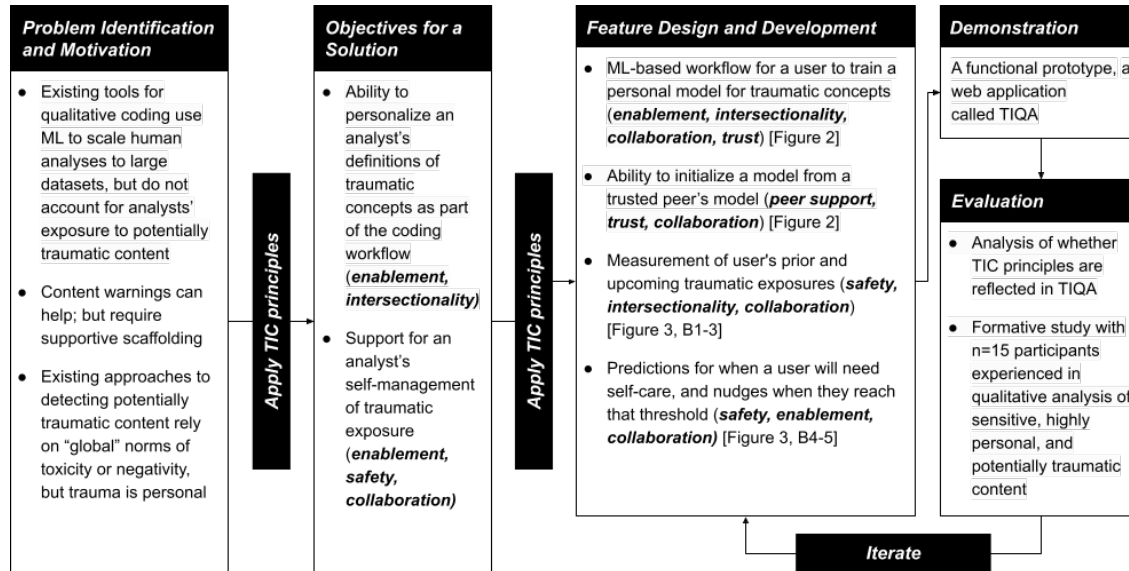 Problem Identification
and Motivation
● Existing tools for
qualitative coding use
ML to scale human
analyses to large
datasets, but do not
account for analysts'
exposure to potentially
traumatic content
● Content warnings can
help; but require
supportive scaffolding
● Existing approaches to
detecting potentially
traumatic content rely
on “global” norms of
toxicity or negativity,
but trauma is personal
Apply TIC principles
Objectives for a
Solution
● Ability to
personalize an
analyst's
definitions of
traumatic
concepts as part
of the coding
workflow
(enablement,
intersectionality)
● Support for an
analyst's
self-management
of traumatic
exposure
(enablement,
safety,
collaboration)
Apply TIC principles
Feature Design and Development
● ML-based workflow for a user to train a
personal model for traumatic concepts
(enablement, intersectionality,
collaboration, trust) [Figure 2]
● Ability to initialize a model from a
trusted peer's model (peer support,
trust, collaboration) [Figure 2]
● Measurement of user's prior and
upcoming traumatic exposures (safety,
intersectionality, collaboration)
[Figure 3, B1-3]
● Predictions for when a user will need
self-care, and nudges when they reach
that threshold (safety, enablement,
collaboration) [Figure 3, B4-5]
Demonstration
A functional prototype, a
web application
called TIQA
Evaluation
● Analysis of whether
TIC principles are
reflected in TIQA
● Formative study with
n=15 participants
experienced in
qualitative analysis of
sensitive, highly
personal, and
potentially traumatic
content
Iterate